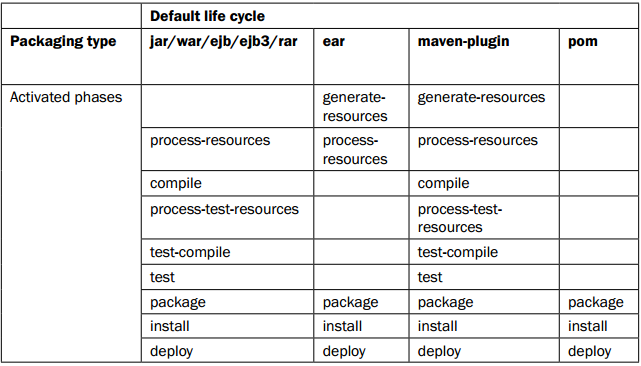 Default life cycle
Packaging type jar/war/ejb/ejb3/rar ear maven-plugin pom
Activated phases generate- generate-resources
resources
process-resources process- process-resources
resources
compile compile
process-test-resources process-test-
resources
test-compile test-compile
test test
package package package package
install install install install
deploy deploy deploy deploy